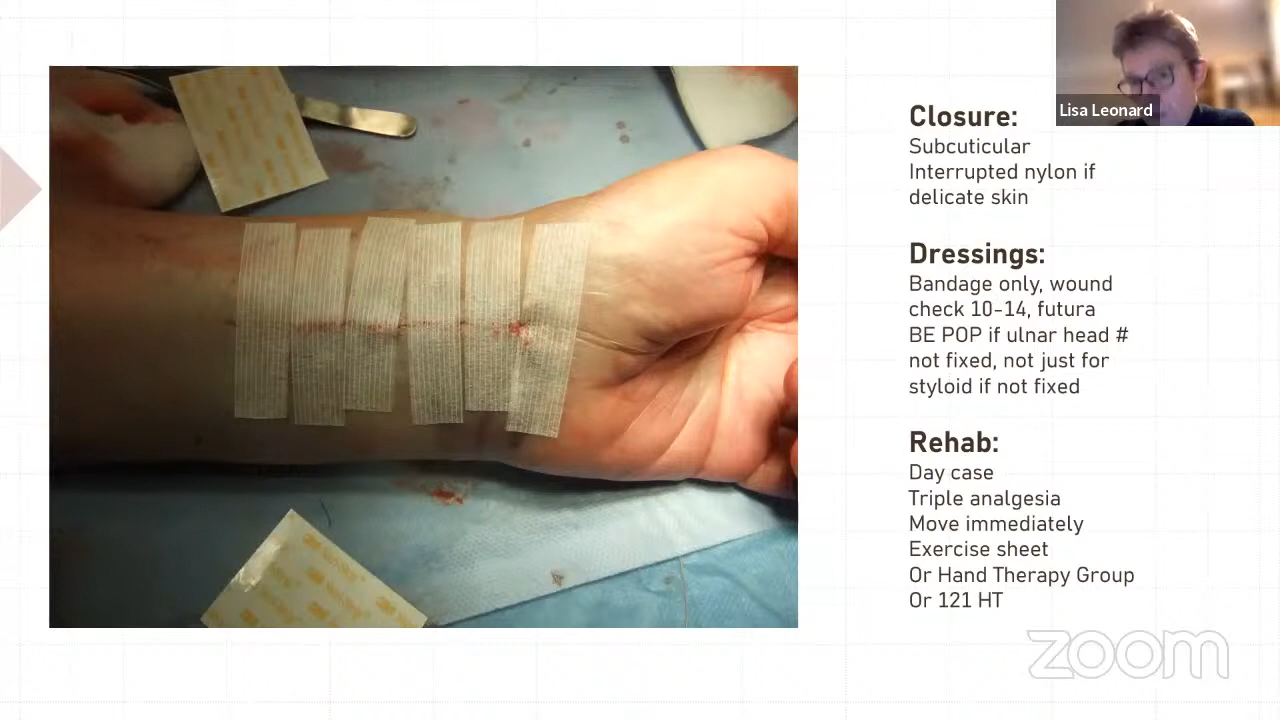 Lisa Leonard
Closure:
Subcuticular
Interrupted nylon if
delicate skin
Dressings:
Bandage only, wound
check 10-14, futura
BE POP if ulnar head #
not fixed, not just for
styloid if not fixed
Rehab:
Day case
Triple analgesia
Move immediately
Exercise sheet
Or Hand Therapy Group
Or 121 HT
zoom